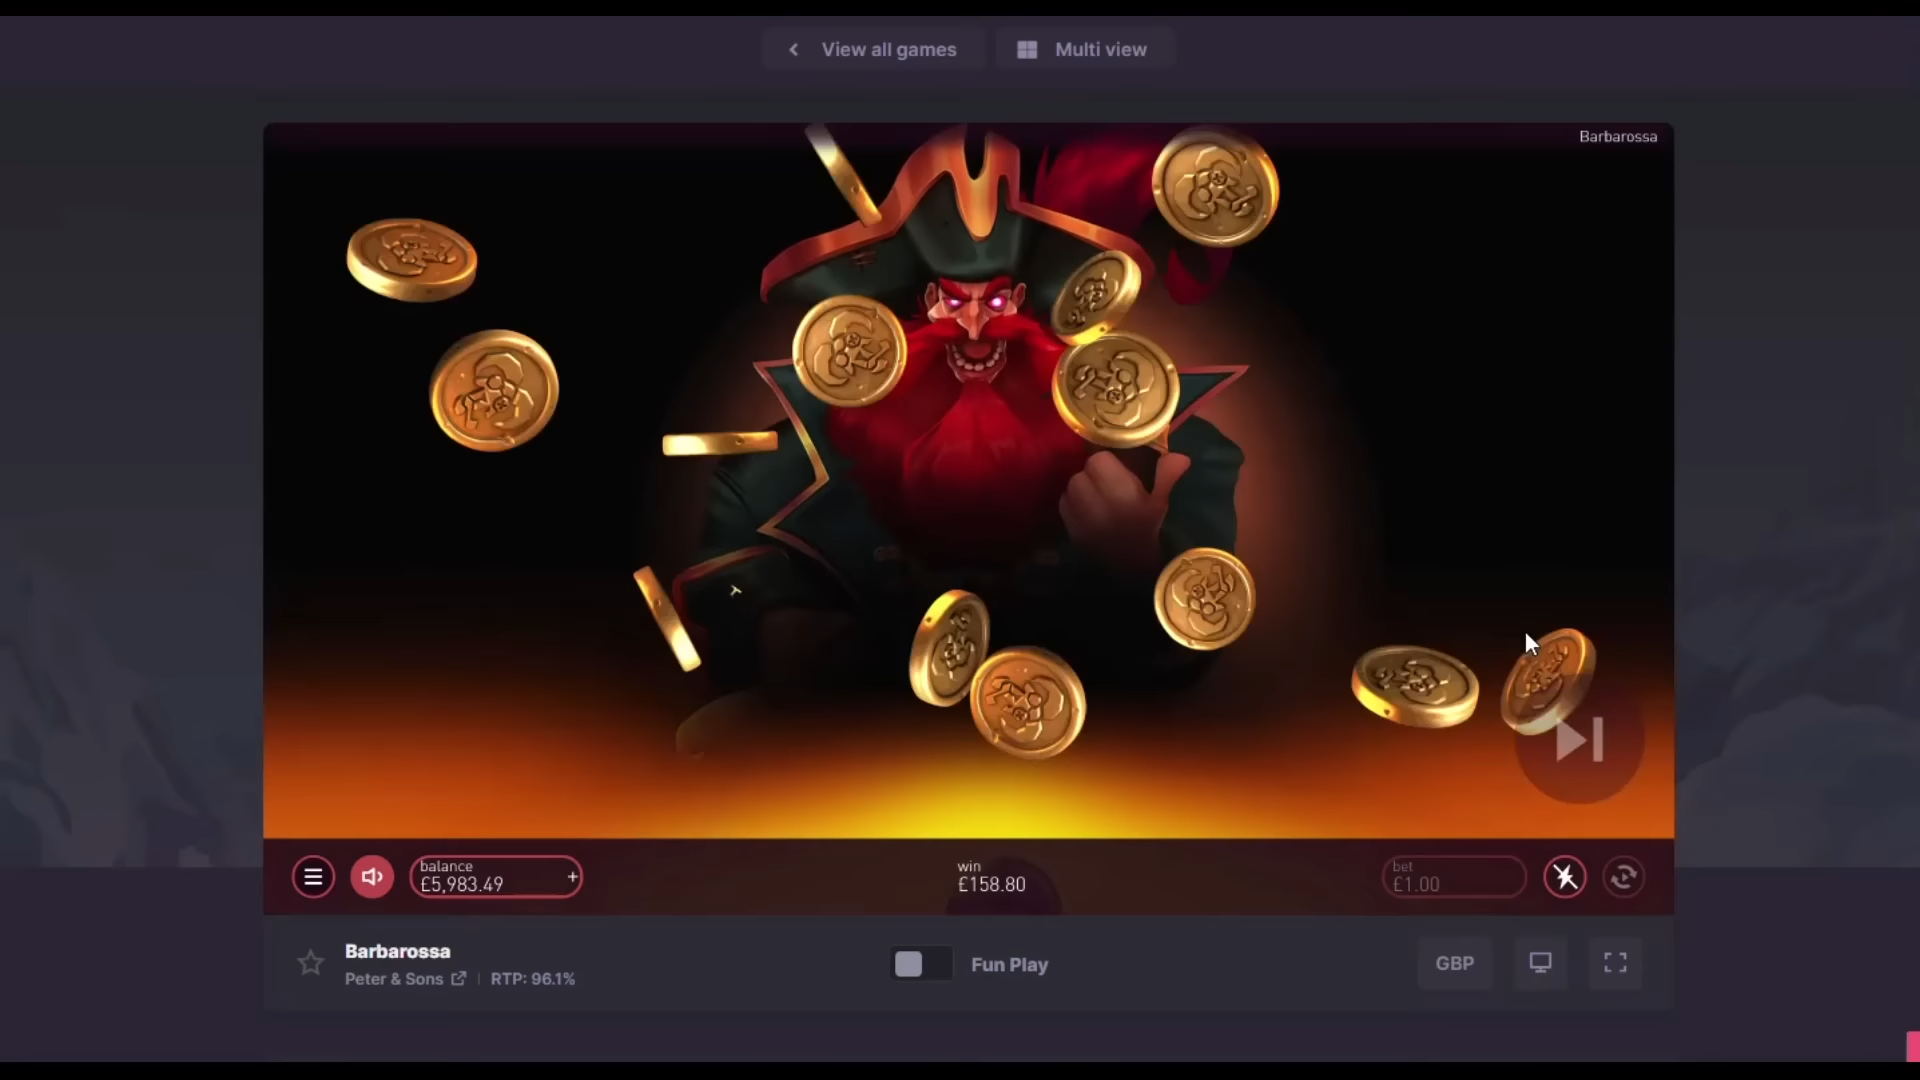 View all games
Multi view
Barbarossa
balance
£5,983.49
+
win
£158.80
bet
£1.00
Barbarossa
Peter & Sons | RTP: 96.1%
Fun Play
GBP